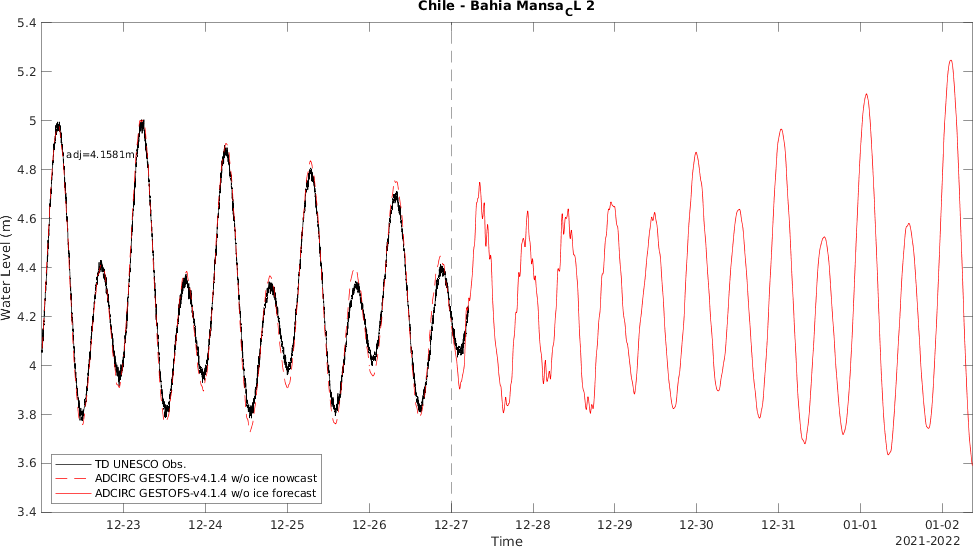 Chile - Bahia Mansa_CL 2
5.4
5.2
5
4.8
4.6
4.4
4.2
4
3.8
3.6
3.4
Water Level (m)
adj=4.1581m
TD UNESCO Obs.
ADCIRC GESTOFS-v4.1.4 w/o ice nowcast
ADCIRC GESTOFS-v4.1.4 w/o ice forecast
12-23 12-24 12-25 12-26 12-27 12-28 12-29 12-30 12-31 01-01 01-02
Time
2021-2022